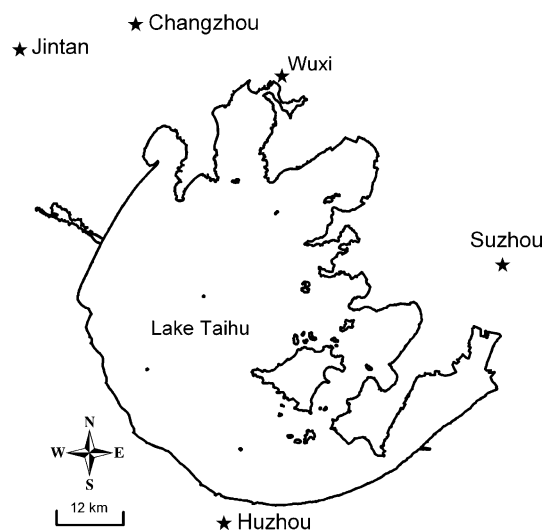 Changzhou
Jintan
Wuxi
Suzhou
Lake Taihu
N
W E
S
12 km
Huzhou